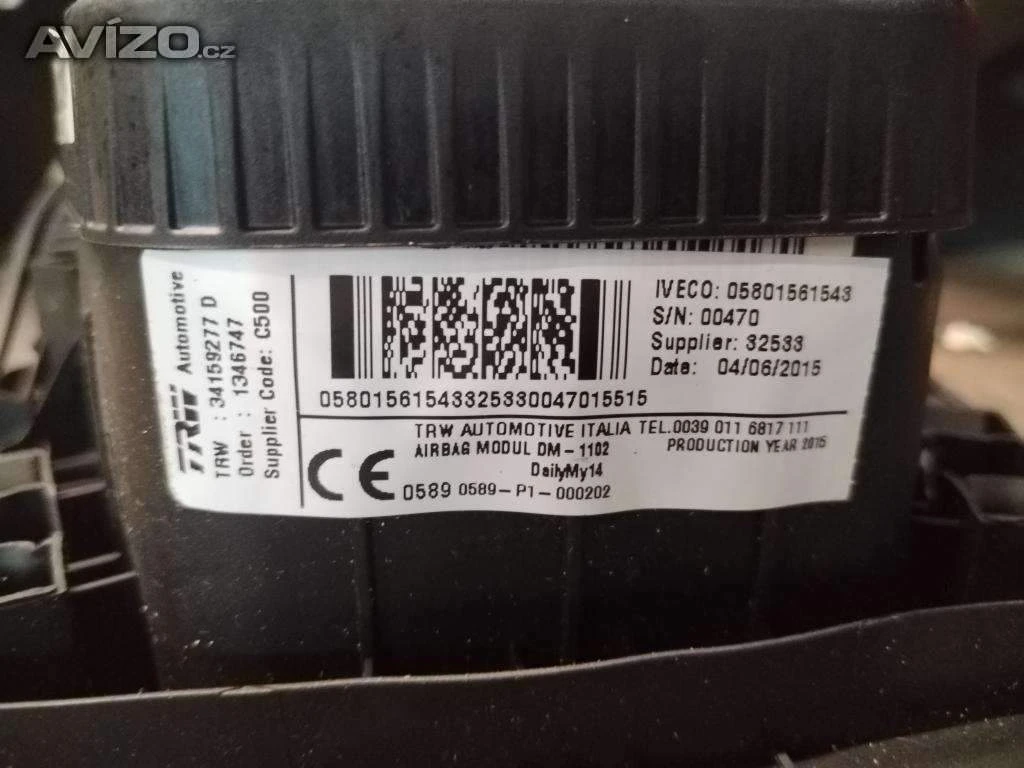 AVÍZO.cz
TRW Automotive
TRW : 34159277 D
Order : 1346747
Supplier Code: C500
IVECO: 05801561543
S/N: 00470
Supplier: 32533
Date: 04/06/2015
05801561543325330047015515
TRW AUTOMOTIVE ITALIA TEL.0039 011 6817 111
AIRBAG MODUL DM-1102 PRODUCTION YEAR 2015
DailyMy14
CE 0589 0589-P1-000202